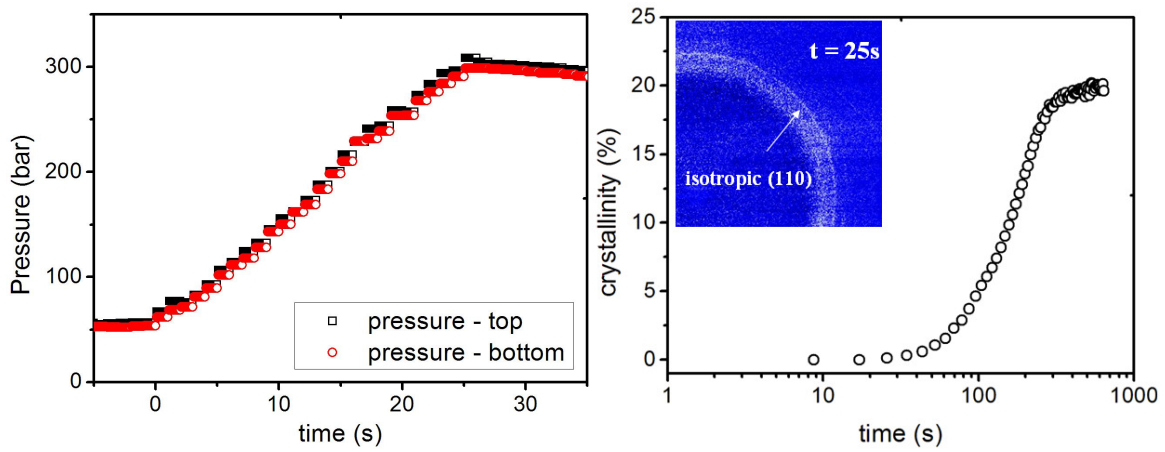 300
200
100
0
Pressure (bar)
0
10
20
30
time (s)
pressure - top
pressure - bottom
25
20
15
10
5
0
crystallinity (%)
t = 25s
isotropic (110)
1
10
100
1000
time (s)